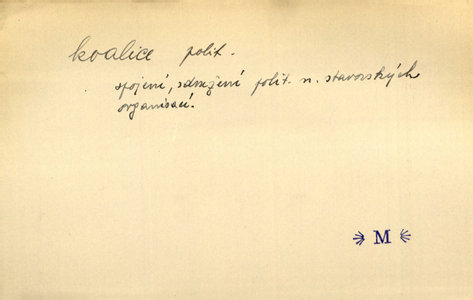 koalice polit.
spojení, sdružení polit. n. stavovských
organisací.
M